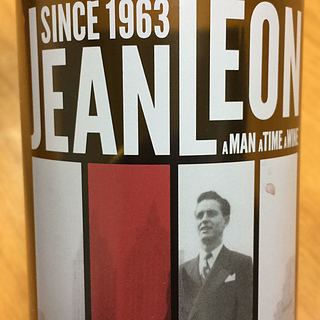 SINCE 1963
JEAN LEON
A MAN A TIME A WINE